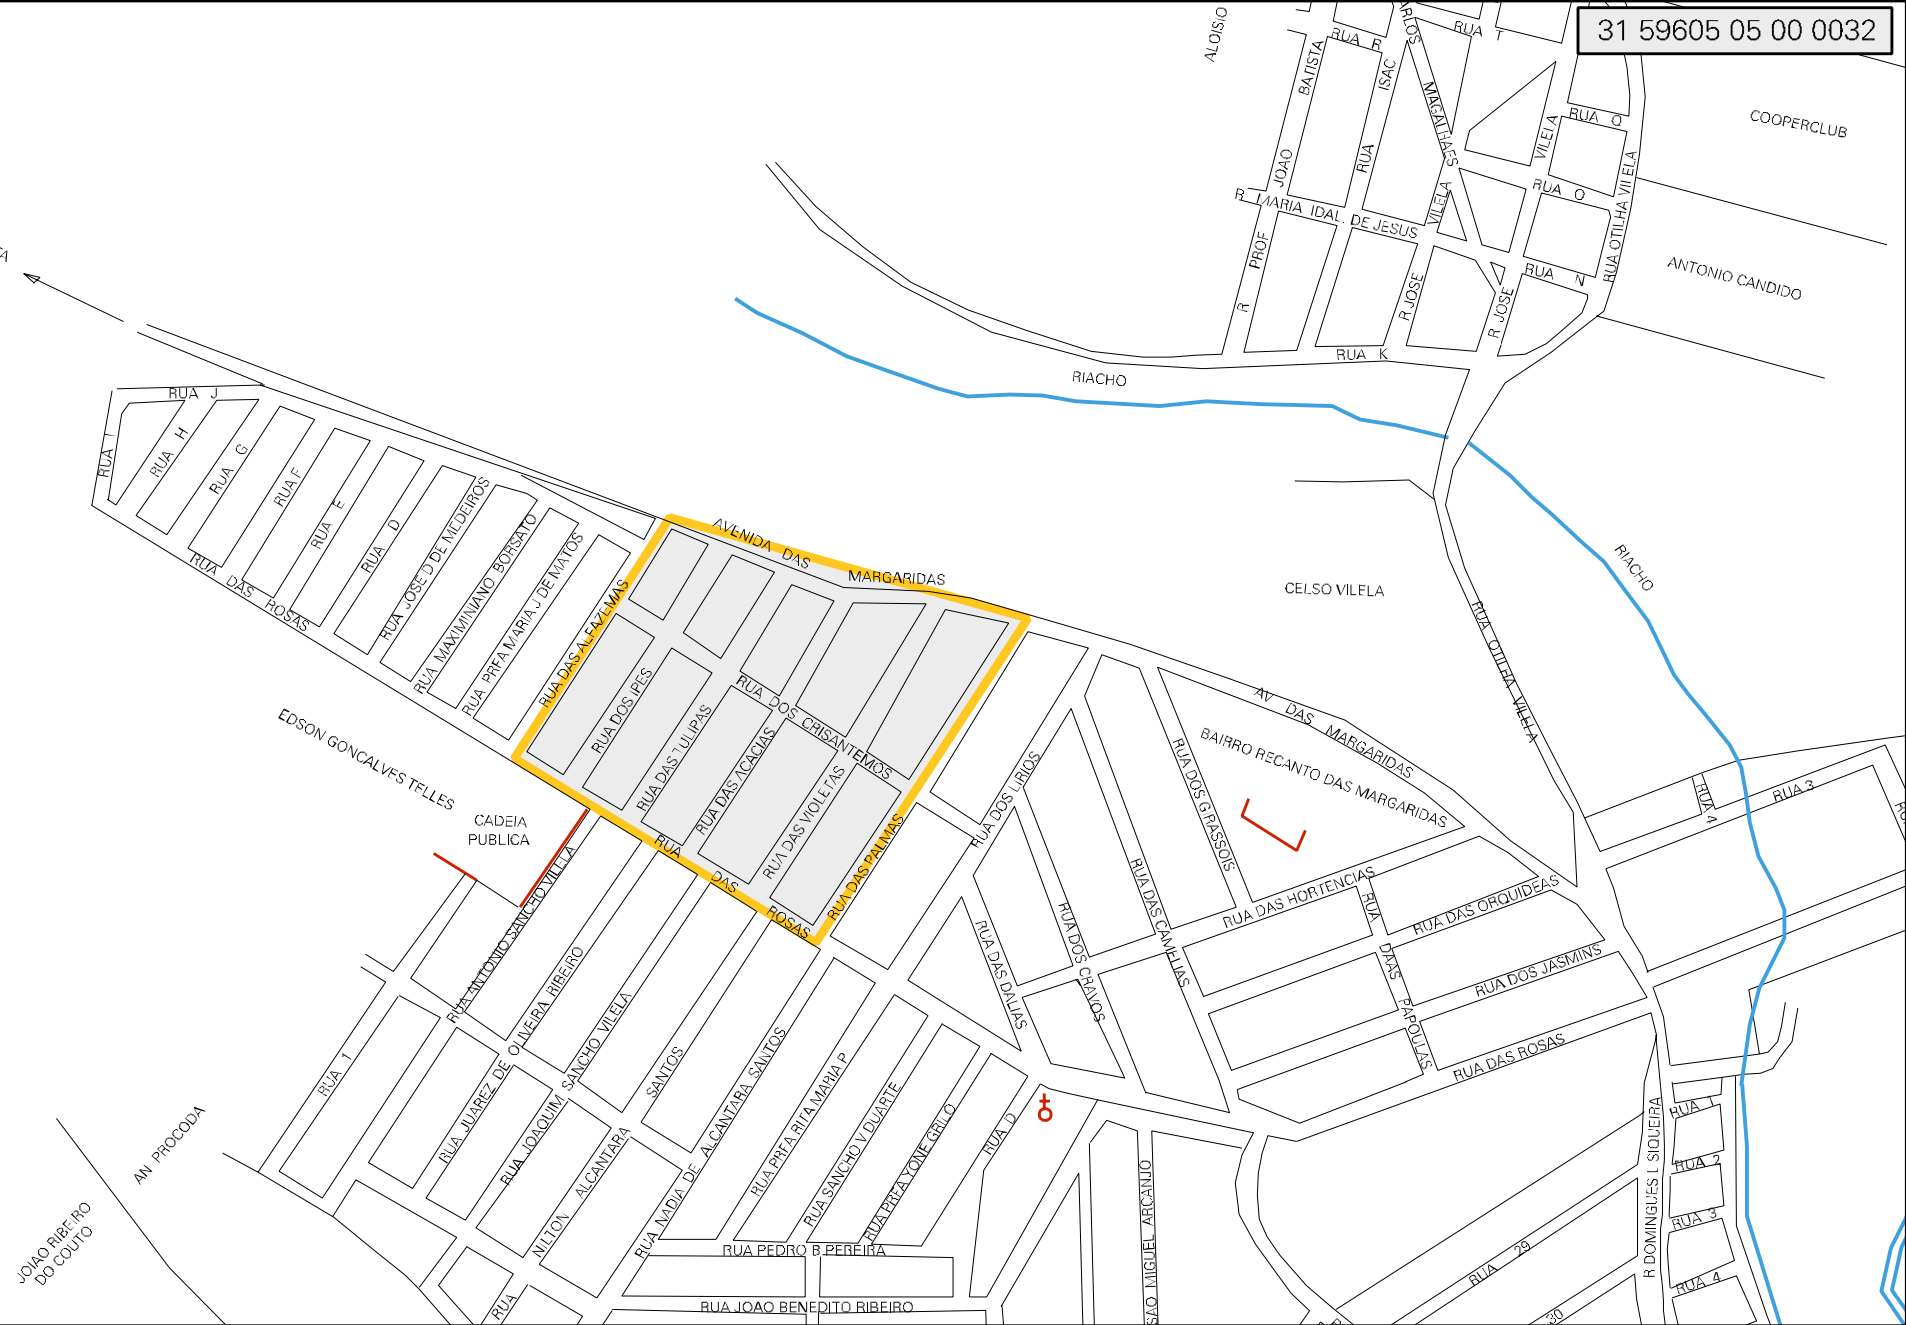 31 59605 05 00 0032
ALOISIO
RUA R
RUA T
BATISTA
ISAC
MAGALHAES
COOPERCLUB
RUA Q
VILELA
JOAO
RUA
RUA O
VILELA
RUA OTILHA VILELA
R MARIA IDAL. DE JESUS
PROF
R
ANTONIO CANDIDO
RUA N
R JOSE
R JOSE
RUA K
RIACHO
RUA J
RUA I
RUA H
RUA G
RUA F
RUA E
RUA D
RUA JOSE D DE MEDEIROS
RUA MAXIMINIANO BORSATO
RUA PRFA MARIA J DE MATOS
RUA DAS ROSAS
AVENIDA DAS
MARGARIDAS
RUA DAS ALFAZEMAS
RIACHO
CELSO VILELA
RUA OTILHA VILELA
RUA DOS IPES
RUA DAS TULIPAS
RUA DAS ACACIAS
RUA DOS CRISANTEMOS
RUA DAS VIOLETAS
RUA DAS PALMAS
RUA DAS ROSAS
EDSON GONCALVES TELLES
CADEIA
PUBLICA
AV DAS MARGARIDAS
BAIRRO RECANTO DAS MARGARIDAS
RUA DOS GIRASSOIS
RUA DOS LIRIOS
RUA 4
RUA 3
RUA DAS CAMELIAS
RUA DAS HORTENCIAS
RUA DAS ORQUIDEAS
RUA DAAS PAPOULAS
RUA DOS JASMINS
RUA DOS CRAVOS
RUA DAS DALIAS
RUA DAS ROSAS
RUA ANTONIO SANCHO VILELA
RUA JUAREZ DE OLIVEIRA RIBEIRO
RUA JOAQUIM SANCHO VILELA
RUA NILTON ALCANTARA SANTOS
RUA NADIA DE ALCANTARA SANTOS
RUA PRFA RITA MARIA P
RUA SANCHO V DUARTE
RUA PRFA YONE GRILO
RUA D
RUA 1
AN PROCODA
JOIAO RIBEIRO
DO COUTO
RUA PEDRO B PEREIRA
RUA JOAO BENEDITO RIBEIRO
SAO MIGUEL ARCANJO
R DOMINGUES L SIQUEIRA
RUA 1
RUA 2
RUA 3
RUA 4
RUA 29
30